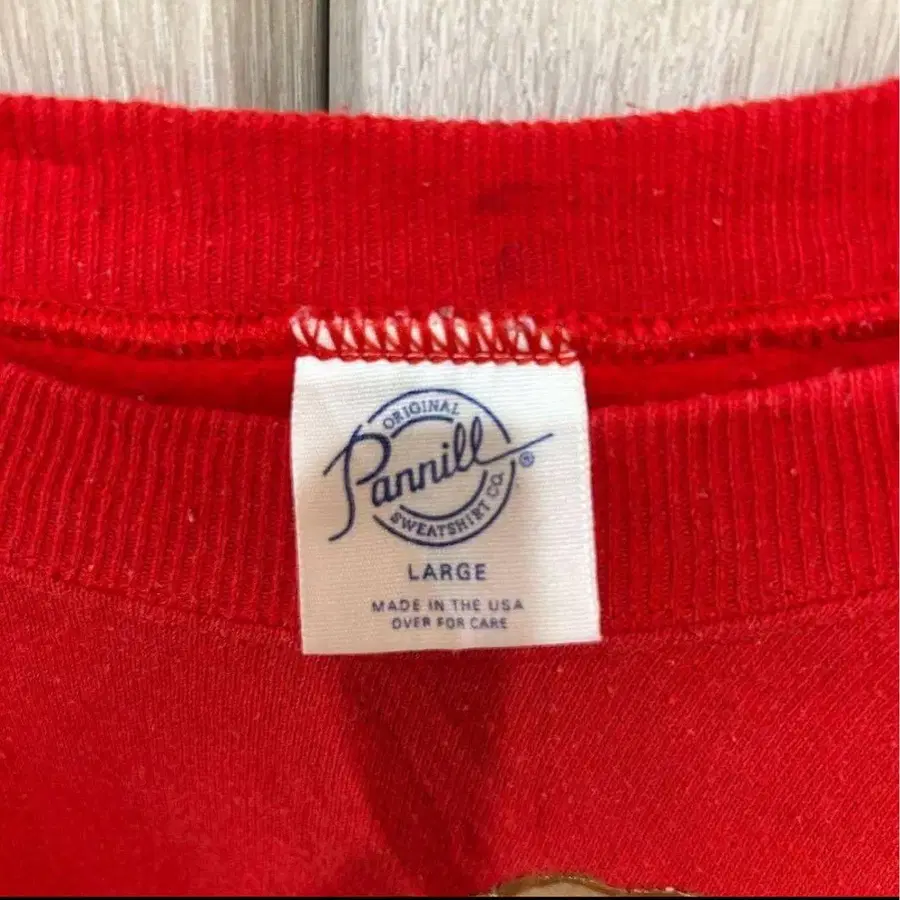 ORIGINAL
Pannill®
SWEATSHIRT CO.
LARGE
MADE IN THE USA
OVER FOR CARE